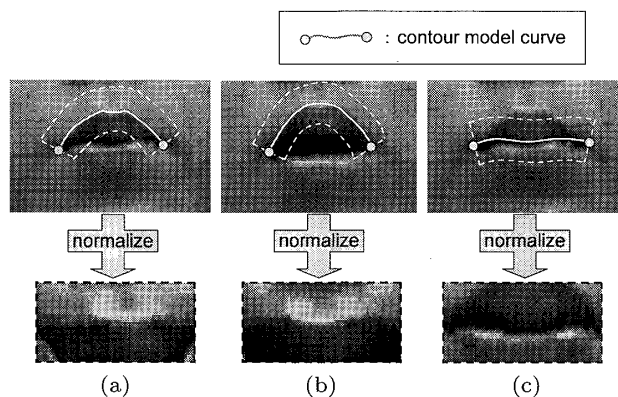 : contour model curve
normalize normalize normalize
(a) (b) (c)